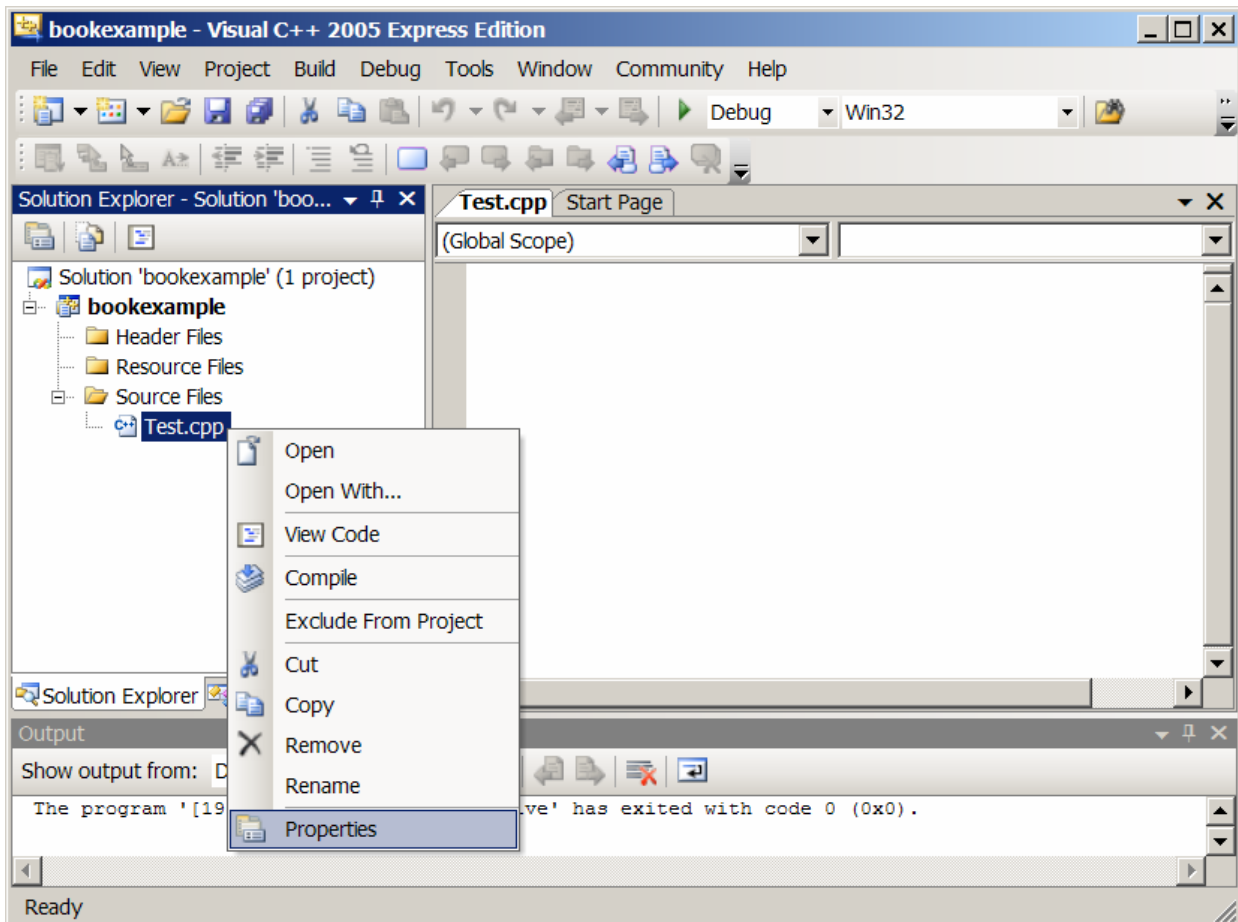 bookexample - Visual C++ 2005 Express Edition
File Edit View Project Build Debug Tools Window Community Help
Debug Win32
Solution Explorer - Solution 'boo...
Test.cpp Start Page
(Global Scope)
Solution 'bookexample' (1 project)
bookexample
Header Files
Resource Files
Source Files
Test.cpp
Open
Open With...
View Code
Compile
Exclude From Project
Cut
Copy
Remove
Rename
Properties
Solution Explorer
Output
Show output from: D
The program '[19 ve' has exited with code 0 (0x0).
Ready